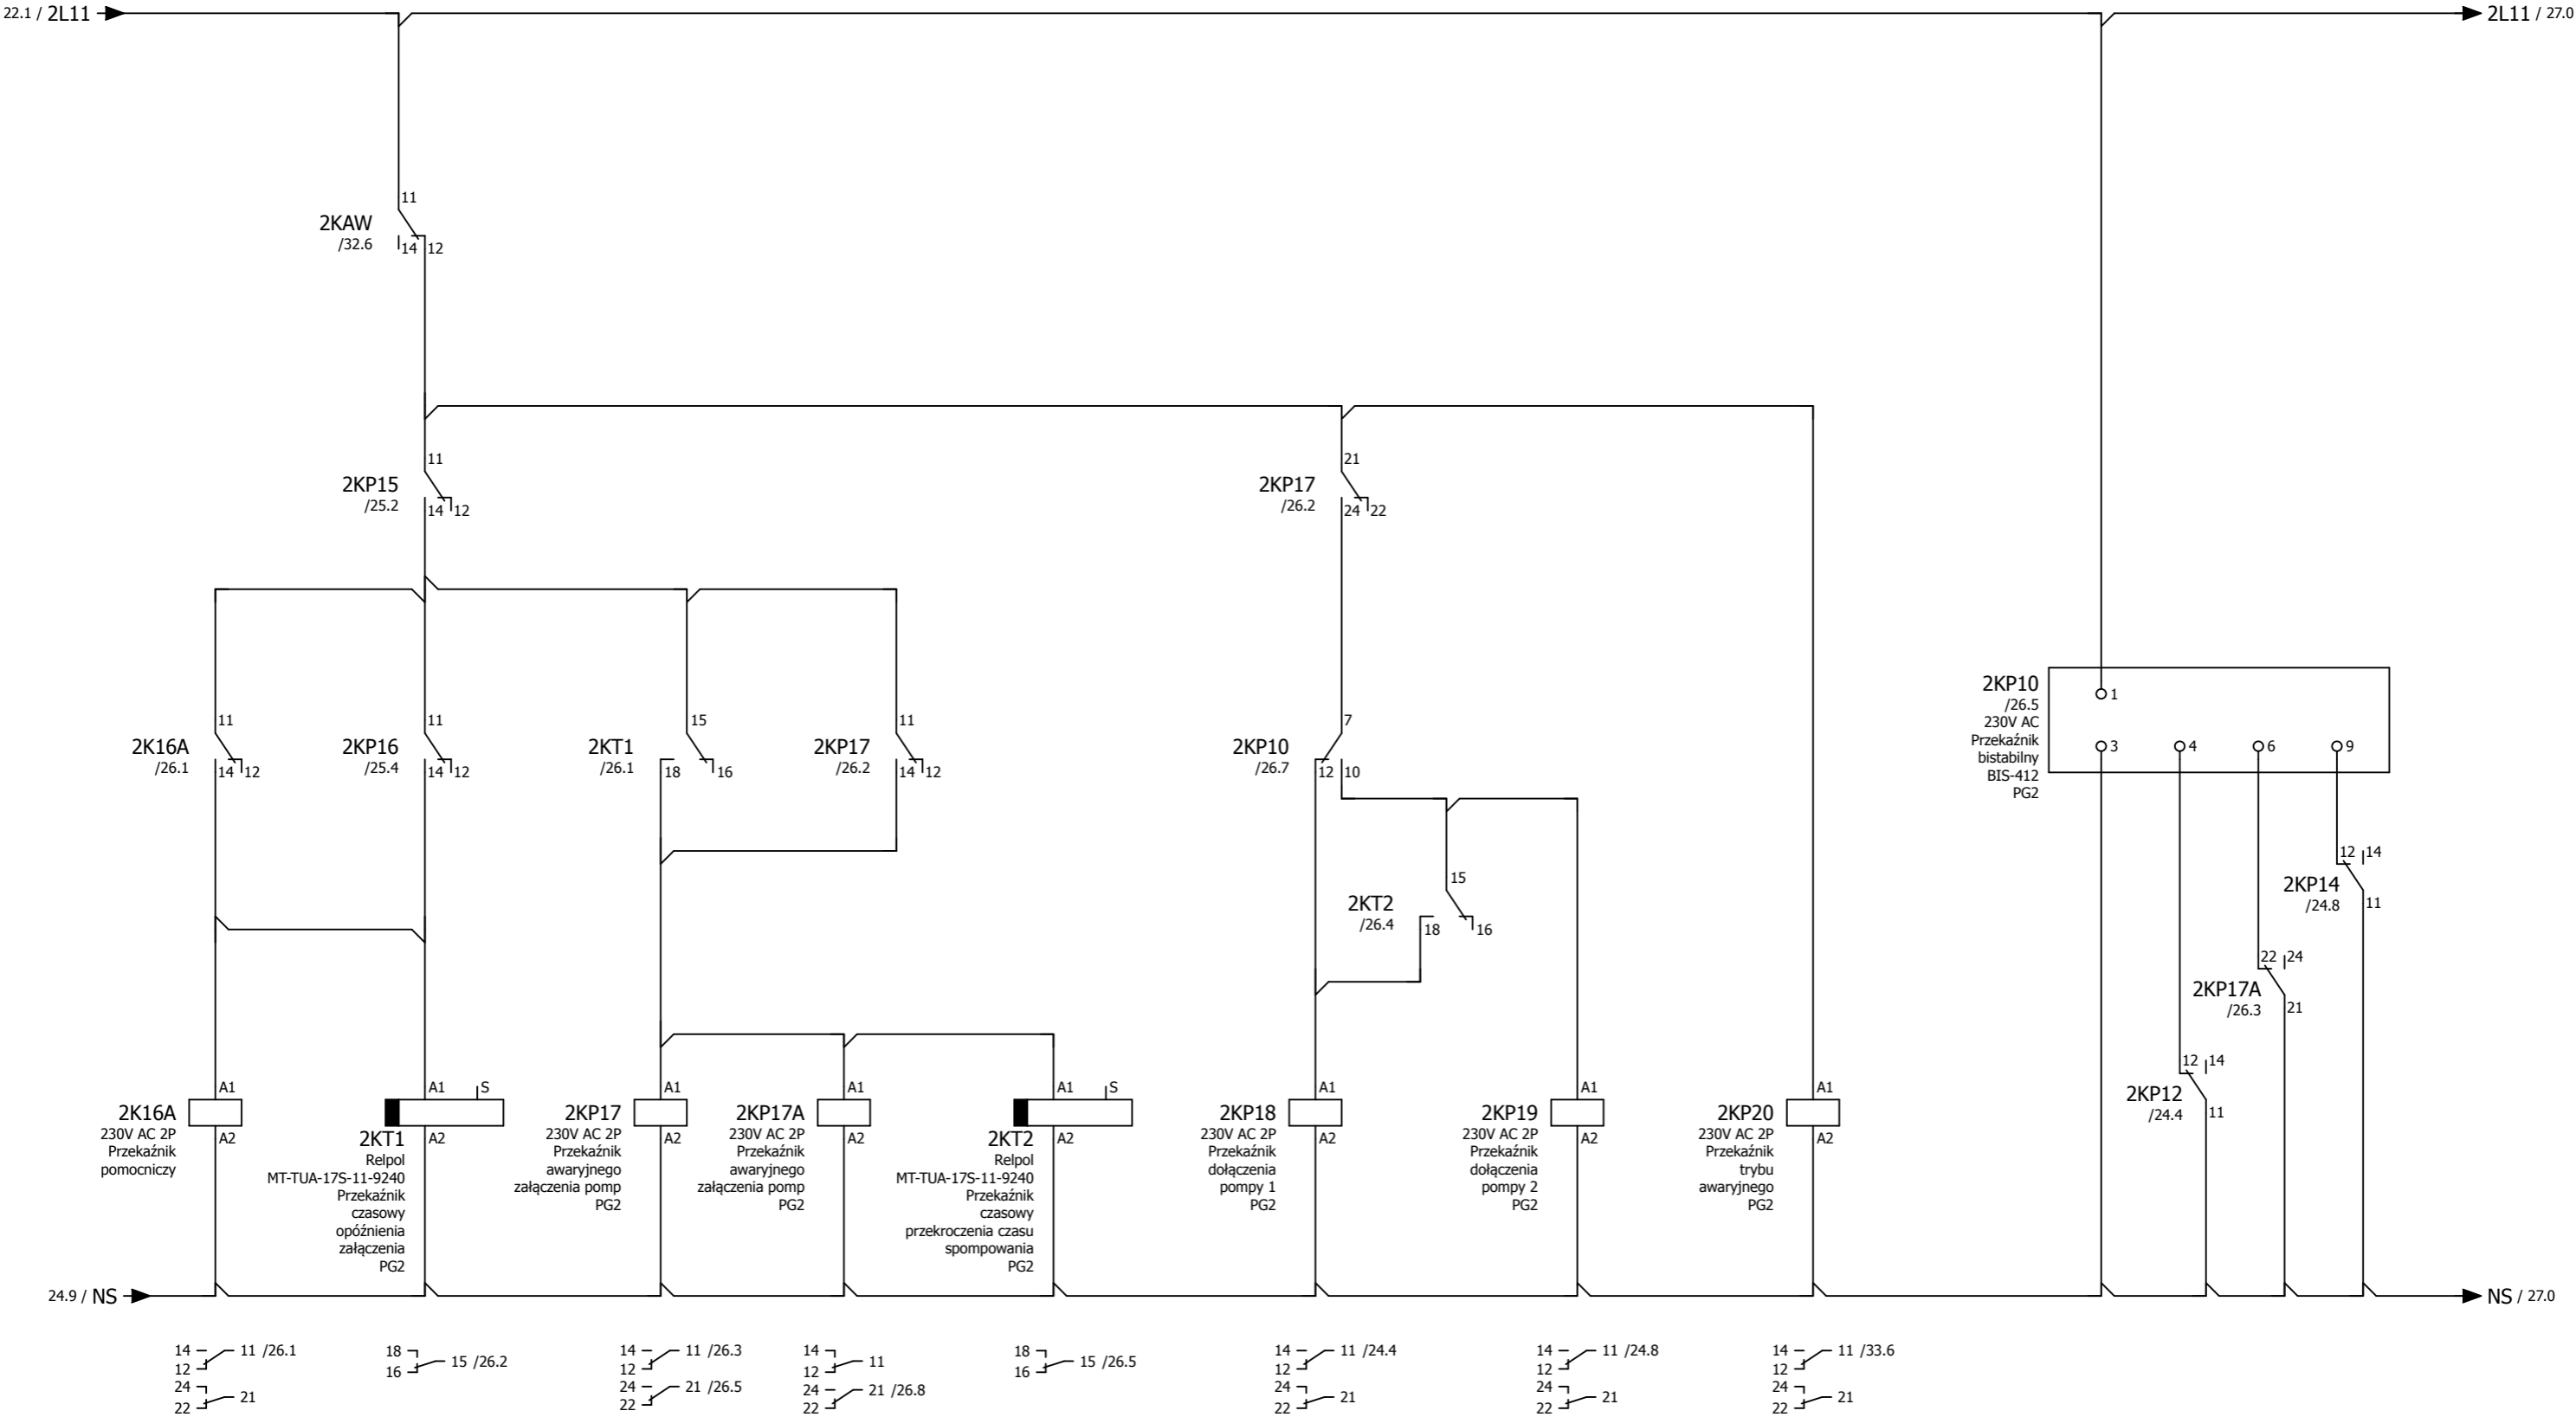 22.1 / 2L11
2L11 / 27.0
11
2KAW
/32.6
14 12
11
2KP15
/25.2
14 12
21
2KP17
/26.2
24 22
11
2K16A
/26.1
14 12
11
2KP16
/25.4
14 12
15
2KT1
/26.1
18 16
11
2KP17
/26.2
14 12
7
2KP10
/26.7
12 10
15
2KT2
/26.4
18 16
2KP10
/26.5
230V AC
Przekaźnik
bistabilny
BIS-412
PG2
1
3 4 6 9
12 14
2KP14
/24.8
11
22 24
2KP17A
/26.3
21
12 14
2KP12
/24.4
11
A1
2K16A
230V AC 2P
Przekaźnik
pomocniczy
A2
A1 S
2KT1
A2
Relpol
MT-TUA-17S-11-9240
Przekaźnik
czasowy
opóźnienia
załączenia
PG2
A1
2KP17
230V AC 2P
Przekaźnik
awaryjnego
załączenia pomp
PG2
A2
A1
2KP17A
230V AC 2P
Przekaźnik
awaryjnego
załączenia pomp
PG2
A2
A1 S
2KT2
A2
Relpol
MT-TUA-17S-11-9240
Przekaźnik
czasowy
przekroczenia czasu
spompowania
PG2
A1
2KP18
230V AC 2P
Przekaźnik
dołączenia
pompy 1
PG2
A2
A1
2KP19
230V AC 2P
Przekaźnik
dołączenia
pompy 2
PG2
A2
A1
2KP20
230V AC 2P
Przekaźnik
trybu
awaryjnego
PG2
A2
24.9 / NS
NS / 27.0
14 11 /26.1
12
24 21
22
18 15 /26.2
16
14 11 /26.3
12
24 21 /26.5
22
14 11
12
24 21 /26.8
22
18 15 /26.5
16
14 11 /24.4
12
24 21
22
14 11 /24.8
12
24 21
22
14 11 /33.6
12
24 21
22